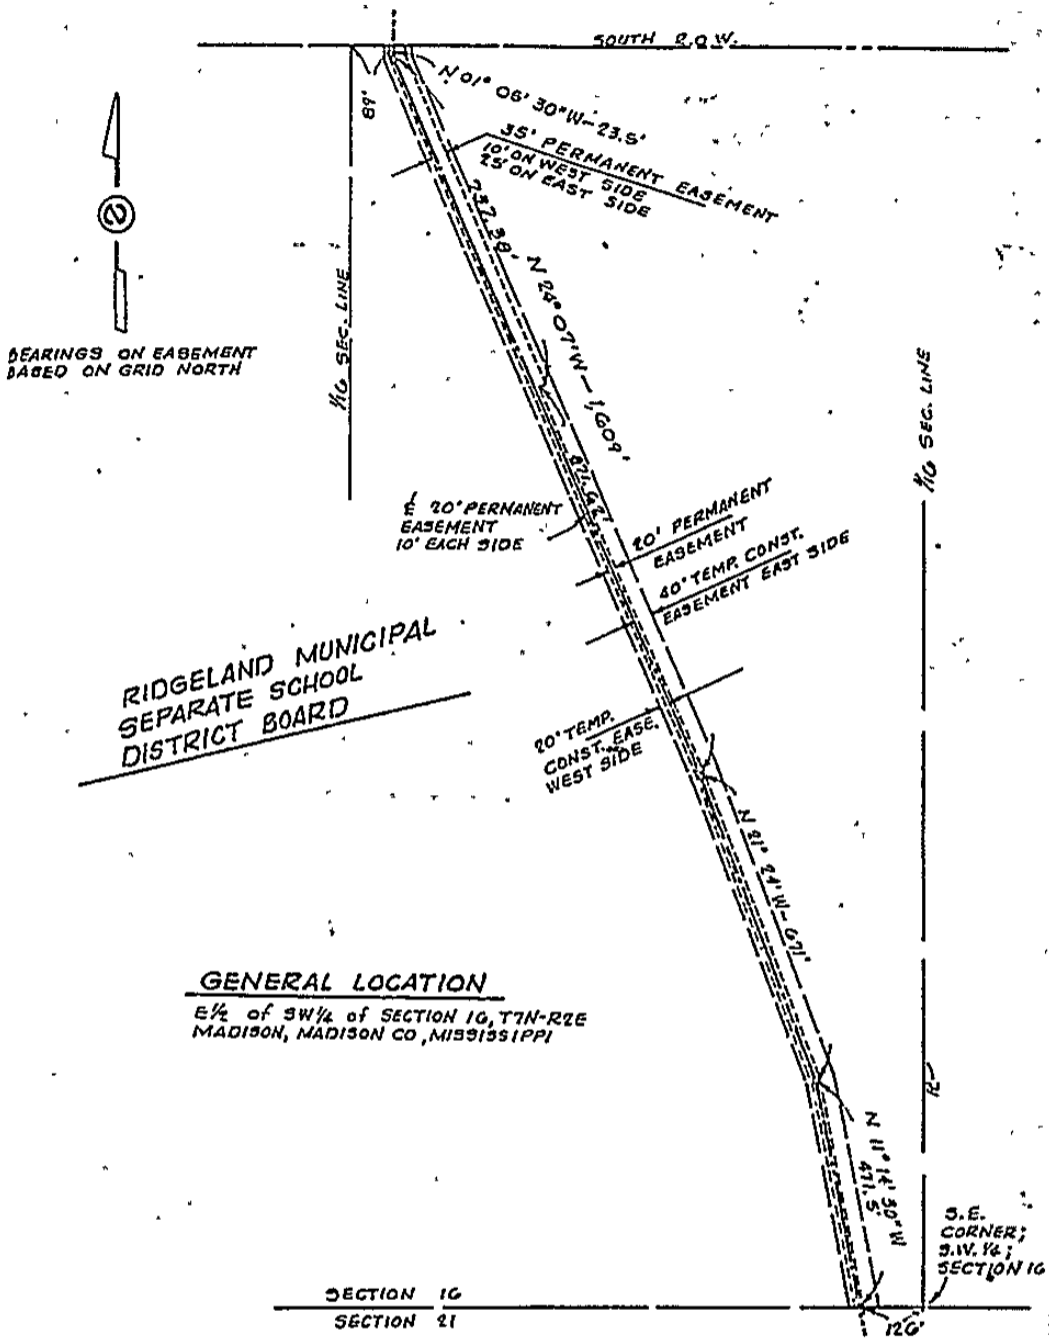 SOUTH R.O.W.
N 01° 06' 30" W - 23.5'
89'
35' PERMANENT EASEMENT
10' ON WEST SIDE
25' ON EAST SIDE
N 24° 07' W - 1,609'
1/16 SEC. LINE
BEARINGS ON EASEMENT
BASED ON GRID NORTH
1/16 SEC. LINE
℄ 20' PERMANENT
EASEMENT
10' EACH SIDE
20' PERMANENT
EASEMENT
40' TEMP. CONST.
EASEMENT EAST SIDE
RIDGELAND MUNICIPAL
SEPARATE SCHOOL
DISTRICT BOARD
20' TEMP.
CONST. EASE.
WEST SIDE
N 21° 24' W - 671'
GENERAL LOCATION
E½ of SW¼ of SECTION 16, T7N-R2E
MADISON, MADISON CO, MISSISSIPPI
N 11° 14' 30" W
471.5'
S.E.
CORNER;
S.W. ¼;
SECTION 16
SECTION 16
SECTION 21
126'